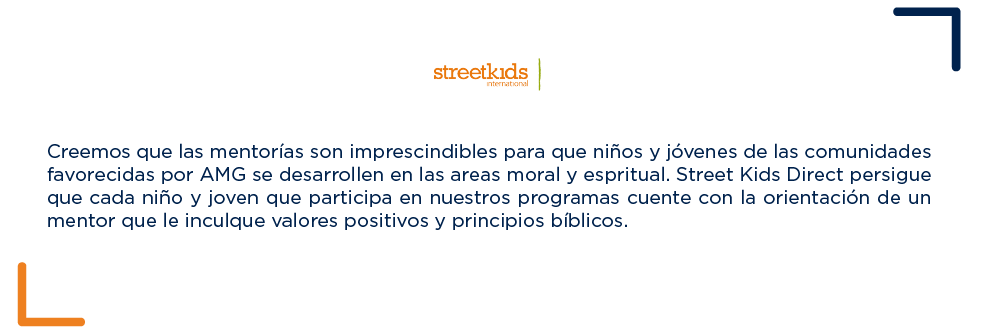 streetkids
international
Creemos que las mentorías son imprescindibles para que niños y jóvenes de las comunidades
favorecidas por AMG se desarrollen en las areas moral y espritual. Street Kids Direct persigue
que cada niño y joven que participa en nuestros programas cuente con la orientación de un
mentor que le inculque valores positivos y principios bíblicos.